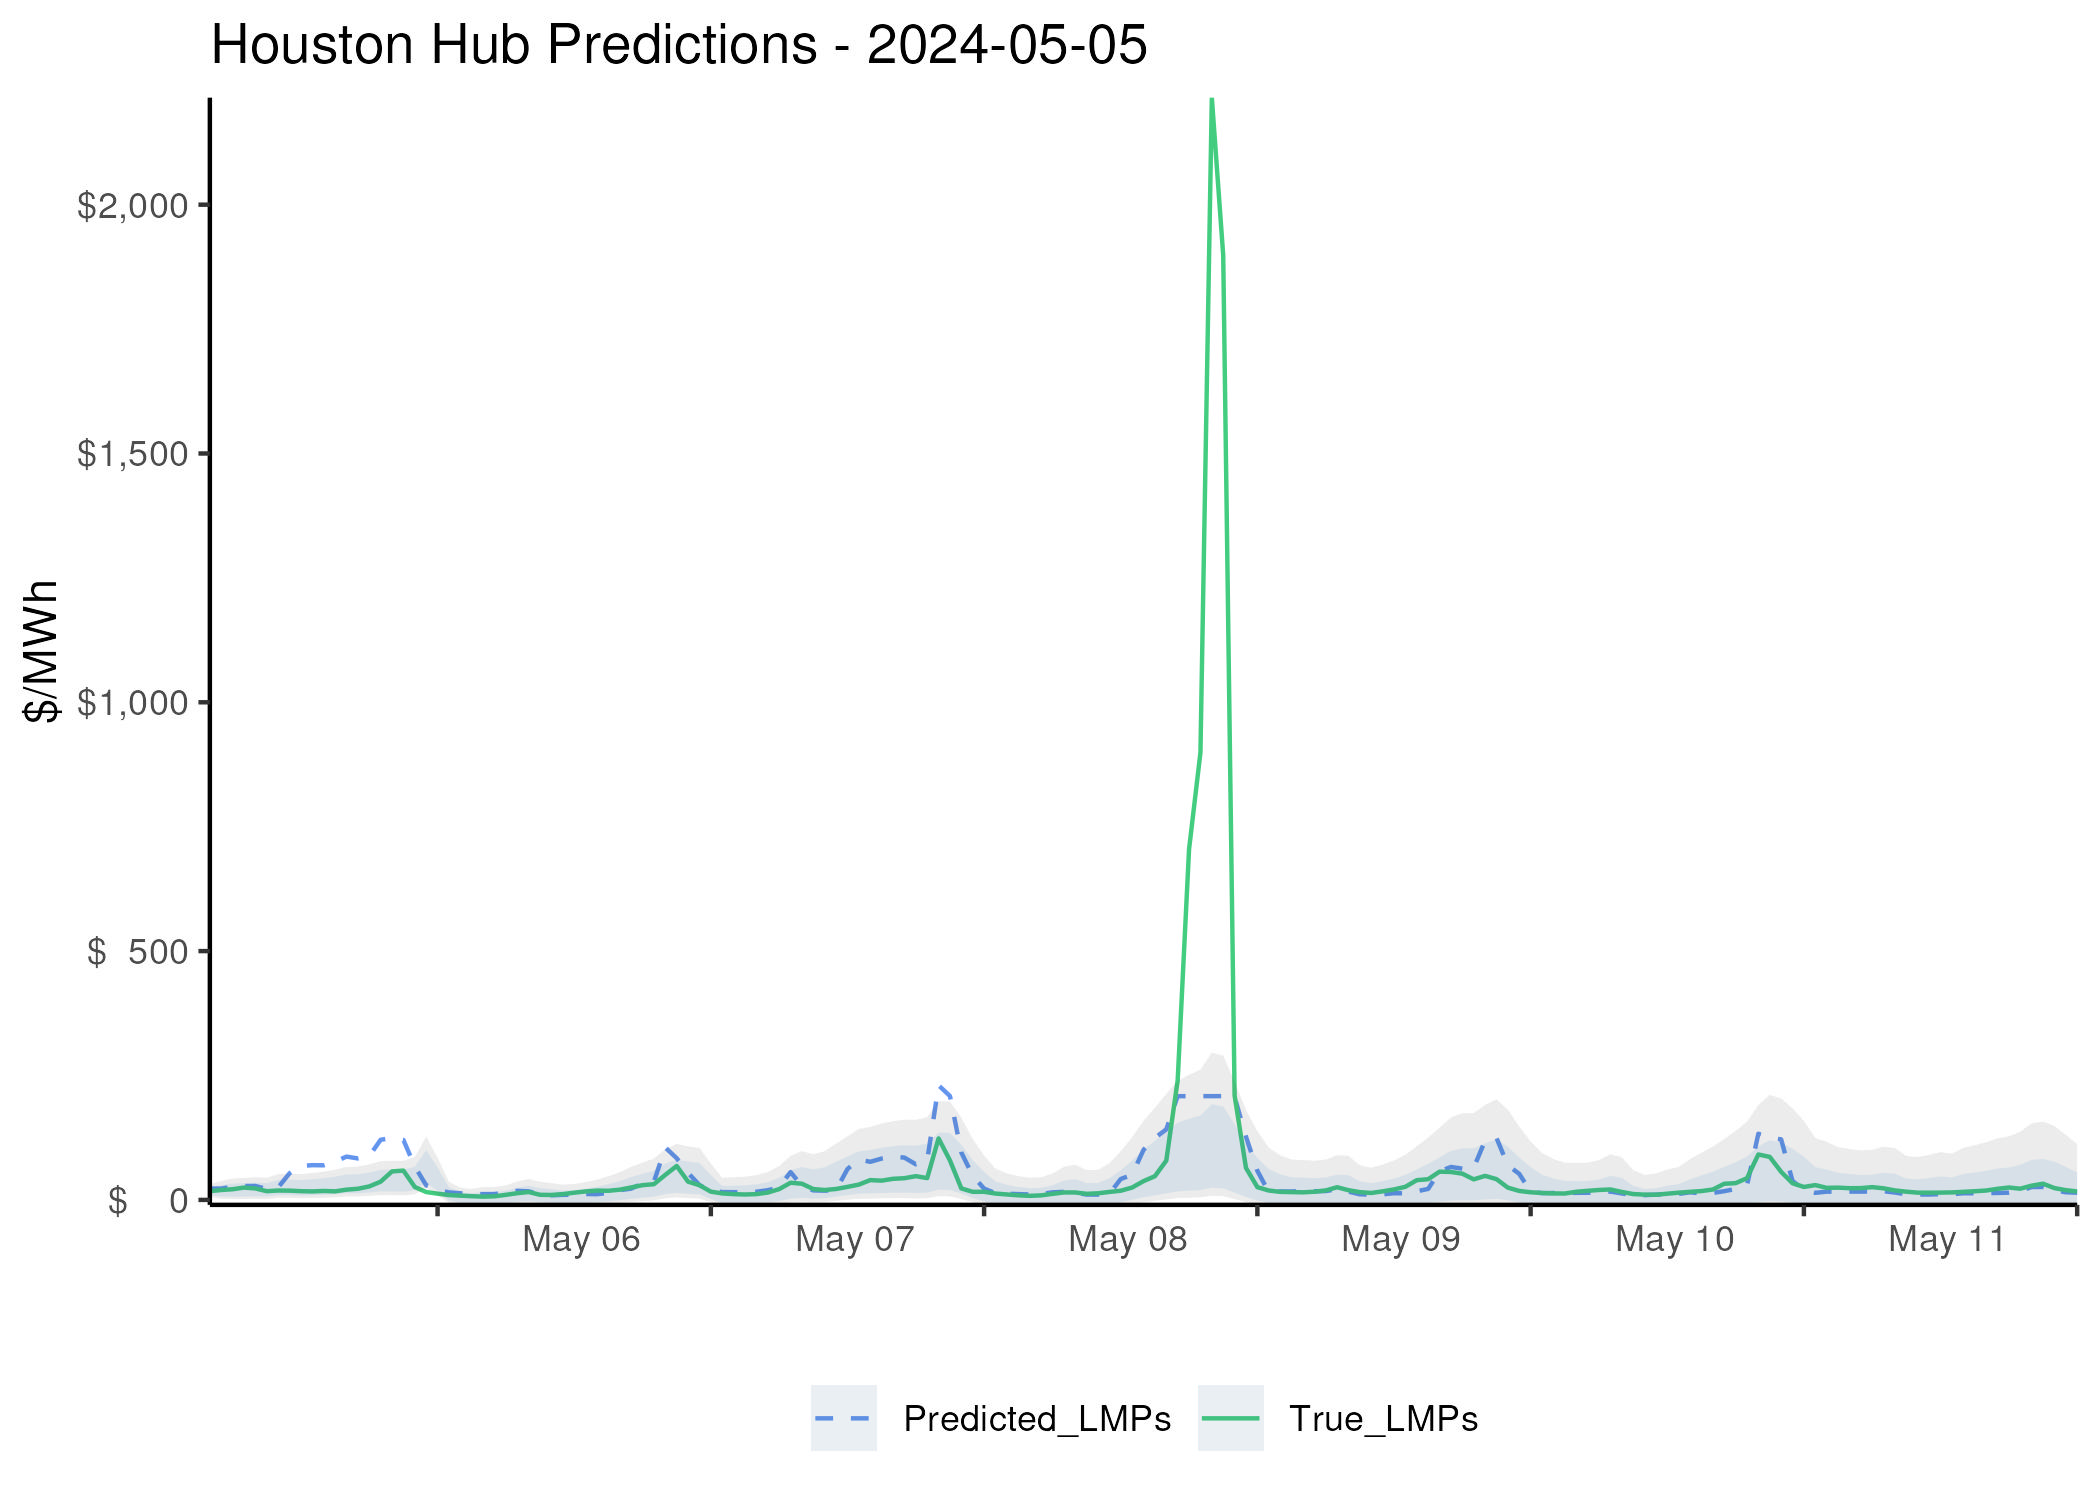 Houston Hub Predictions - 2024-05-05
$/MWh
$2,000
$1,500
$1,000
$  500
$    0
May 06 May 07 May 08 May 09 May 10 May 11
Predicted_LMPs True_LMPs